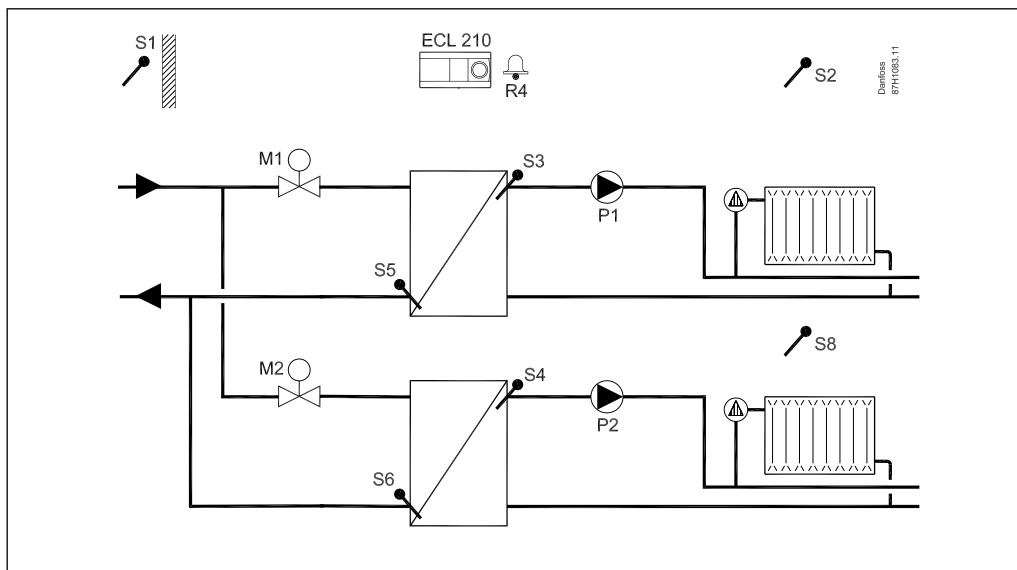 S1
ECL 210
R4
S2
Danfoss
87H1083.11
M1
S3
P1
S5
S8
M2
S4
P2
S6